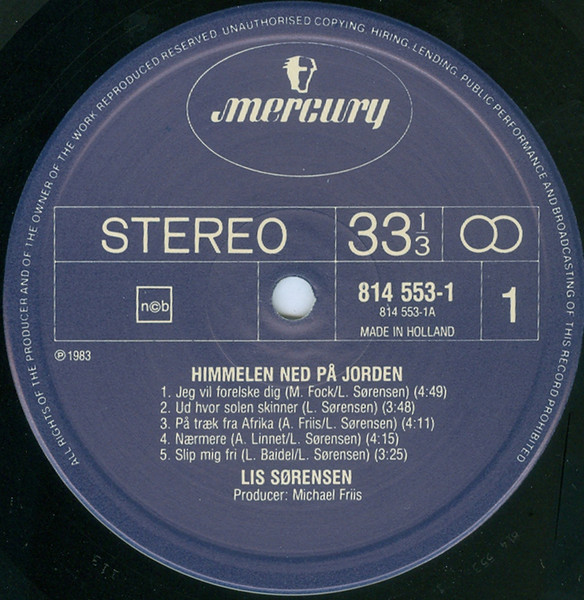 ALL RIGHTS OF THE PRODUCER AND OF THE OWNER OF THE WORK REPRODUCED RESERVED. UNAUTHORISED COPYING, HIRING, LENDING, PUBLIC PERFORMANCE AND BROADCASTING OF THIS RECORD PROHIBITED
mercury
STEREO 33 1/3
n©b
814 553-1
814 553-1A
MADE IN HOLLAND
1
℗ 1983
HIMMELEN NED PÅ JORDEN
1. Jeg vil forelske dig (M. Fock/L. Sørensen) (4:49)
2. Ud hvor solen skinner (L. Sørensen) (3:48)
3. På træk fra Afrika (A. Friis/L. Sørensen) (4:11)
4. Nærmere (A. Linnet/L. Sørensen) (4:15)
5. Slip mig fri (L. Baidel/L. Sørensen) (3:25)
LIS SØRENSEN
Producer: Michael Friis